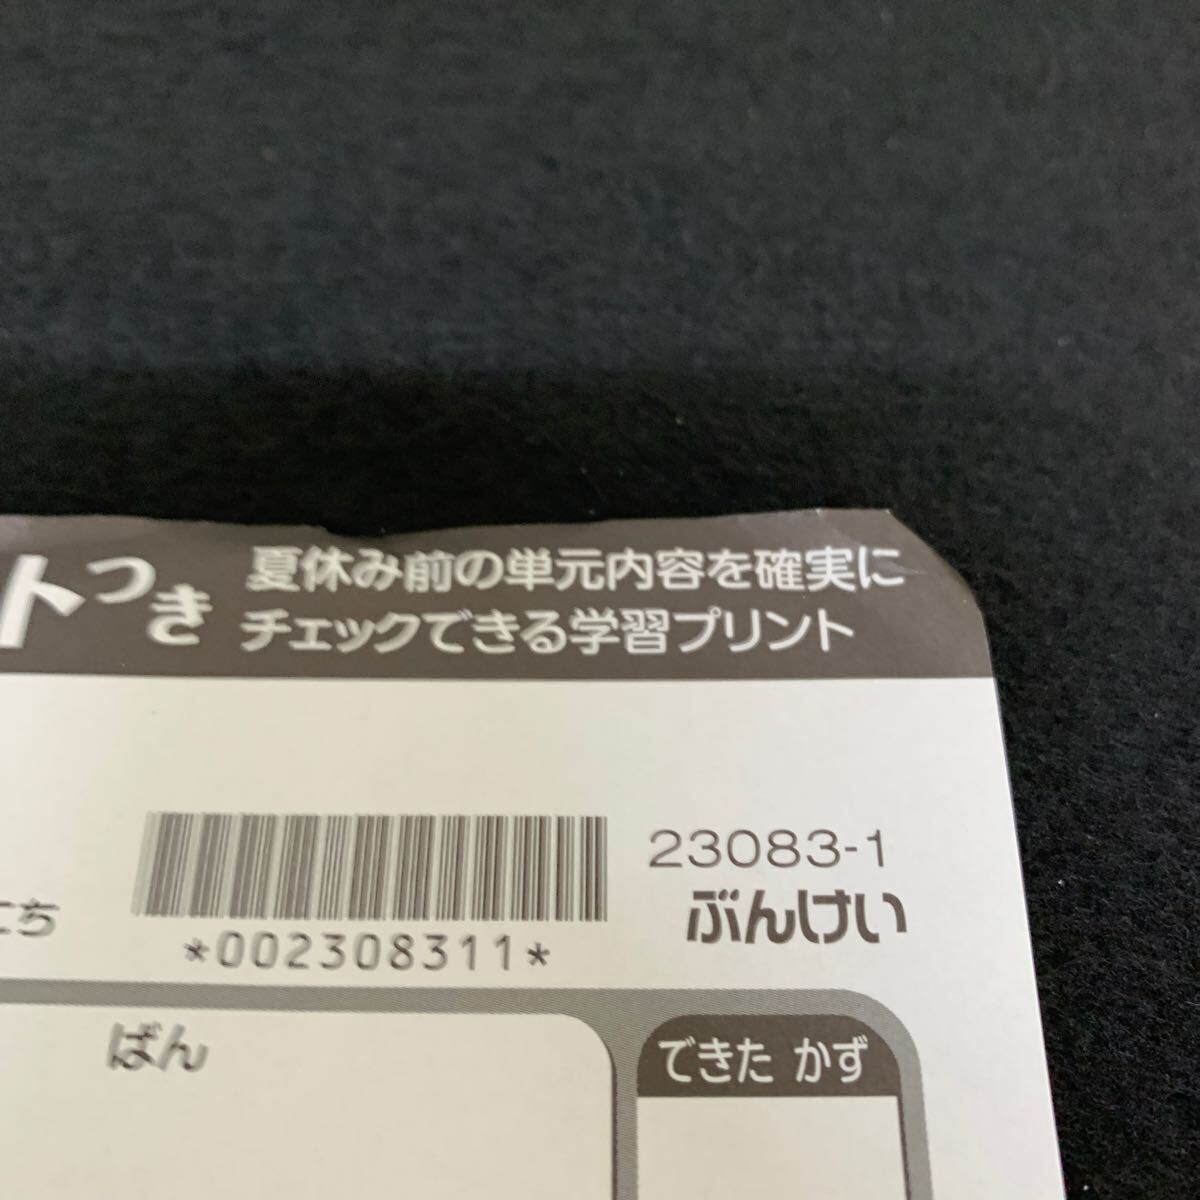 トつき
夏休み前の単元内容を確実に
チェックできる学習プリント
23083-1
ぶんけい
*002308311*
にち
ばん
できた かず